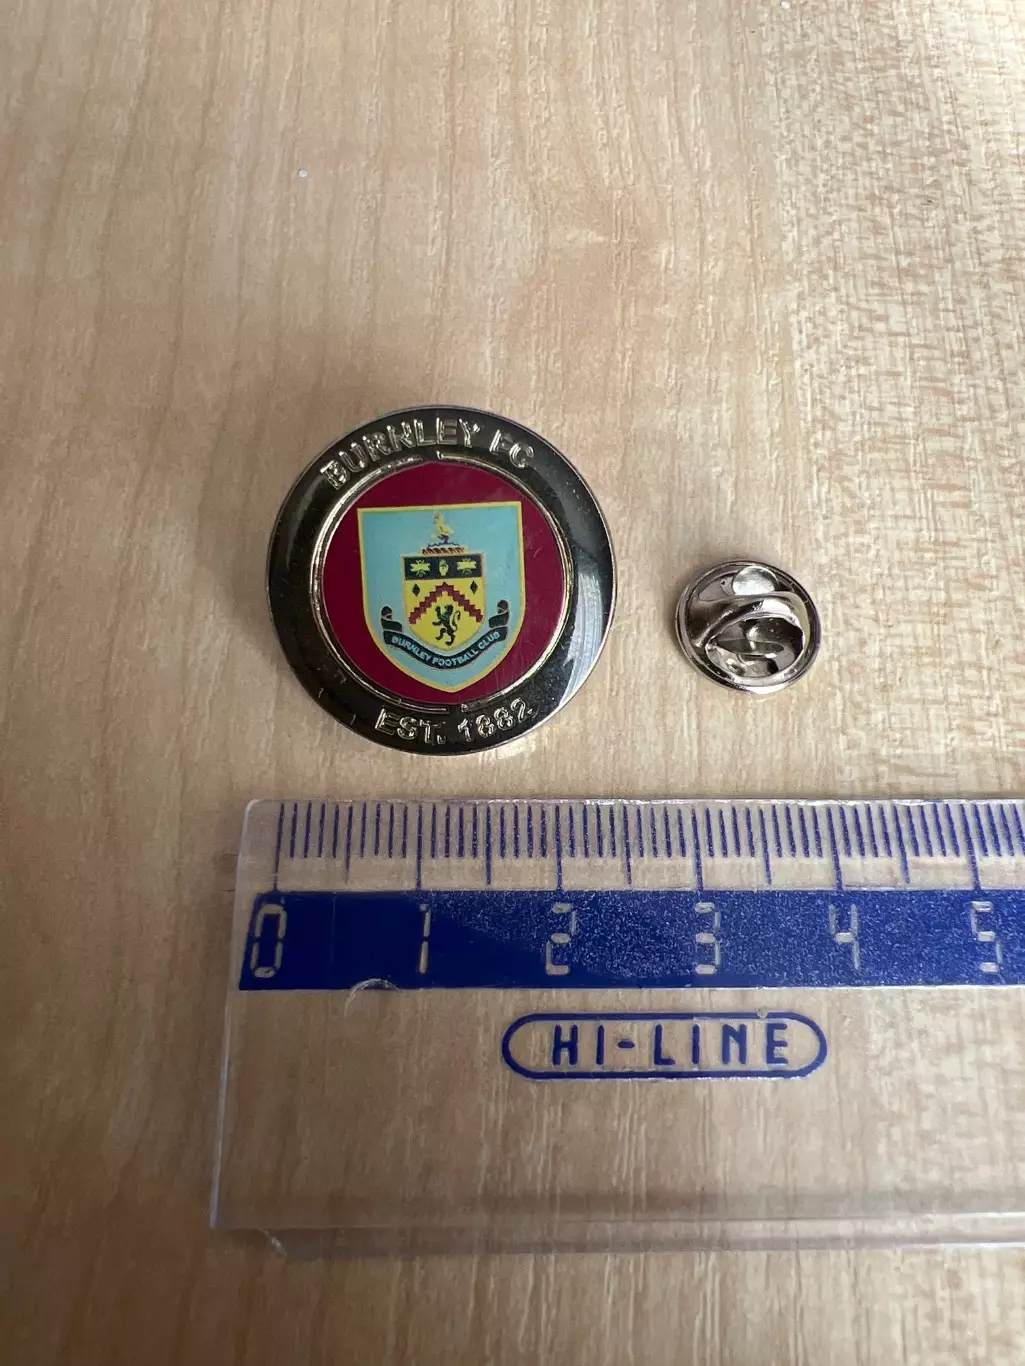 BURNLEY FC
BURNLEY FOOTBALL CLUB
EST. 1882
0 1 2 3 4 5
HI-LINE